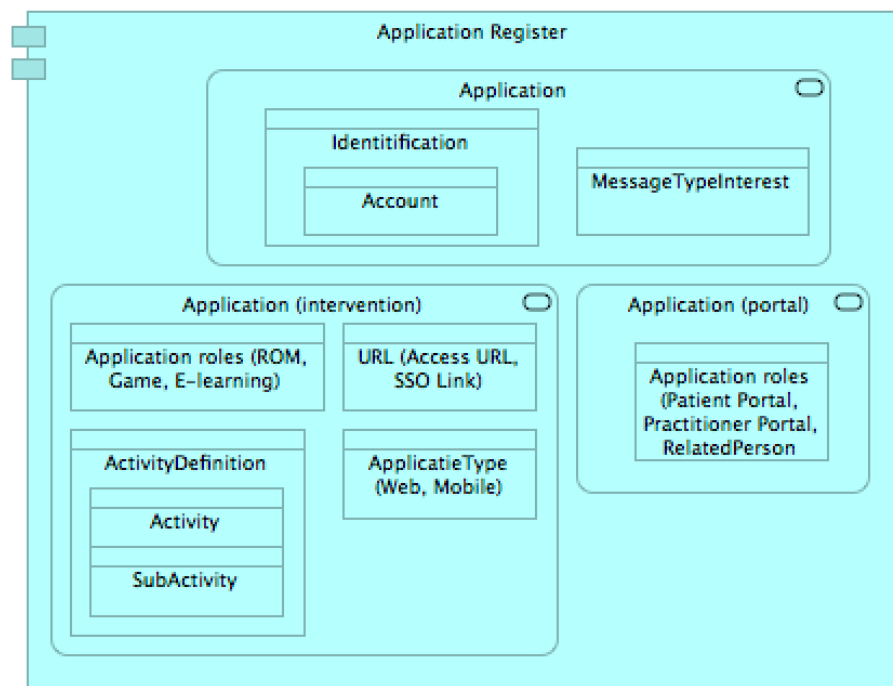 Application Register
Application
Identitification
Account
MessageTypeInterest
Application (intervention)
Application roles (ROM,
Game, E-learning)
URL (Access URL,
SSO Link)
ActivityDefinition
Activity
SubActivity
ApplicatieType
(Web, Mobile)
Application (portal)
Application roles
(Patient Portal,
Practitioner Portal,
RelatedPerson